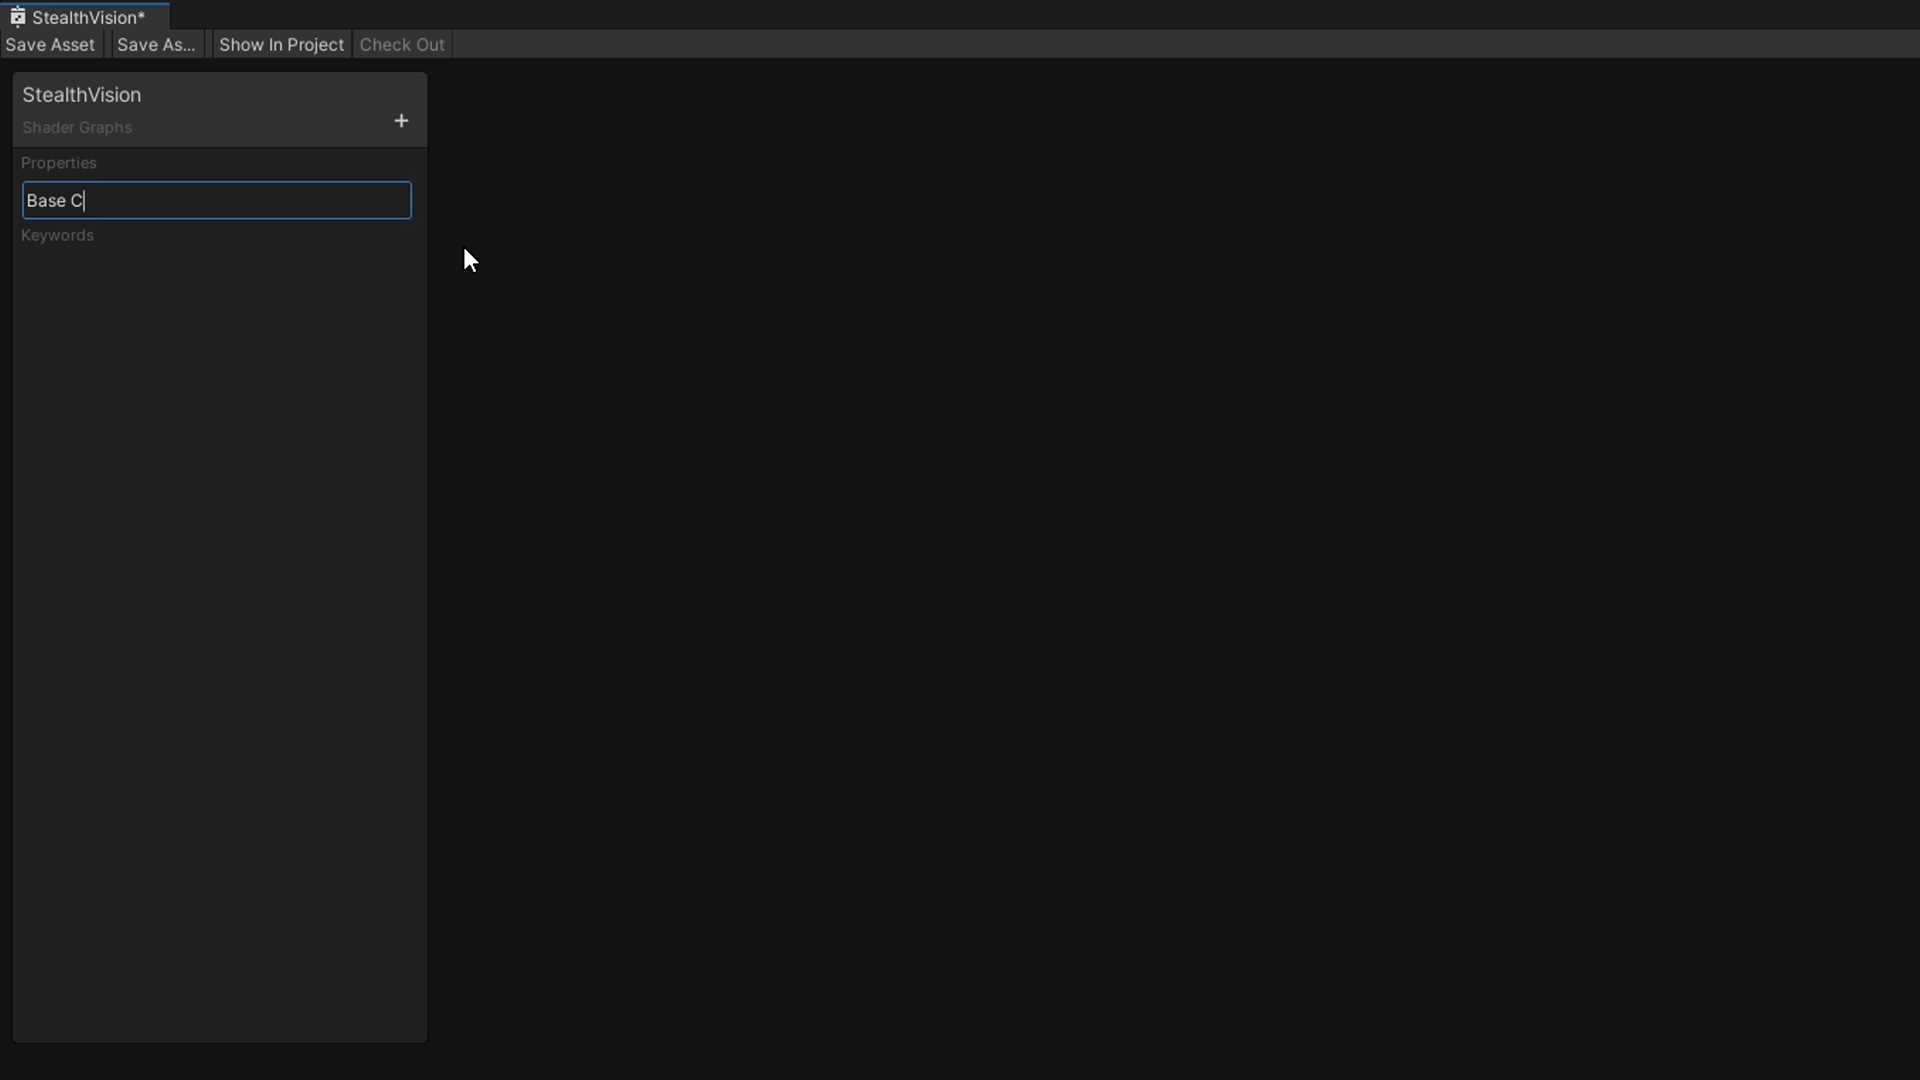 StealthVision*
Save Asset Save As... Show In Project Check Out
StealthVision
Shader Graphs
+
Properties
Base C
Keywords